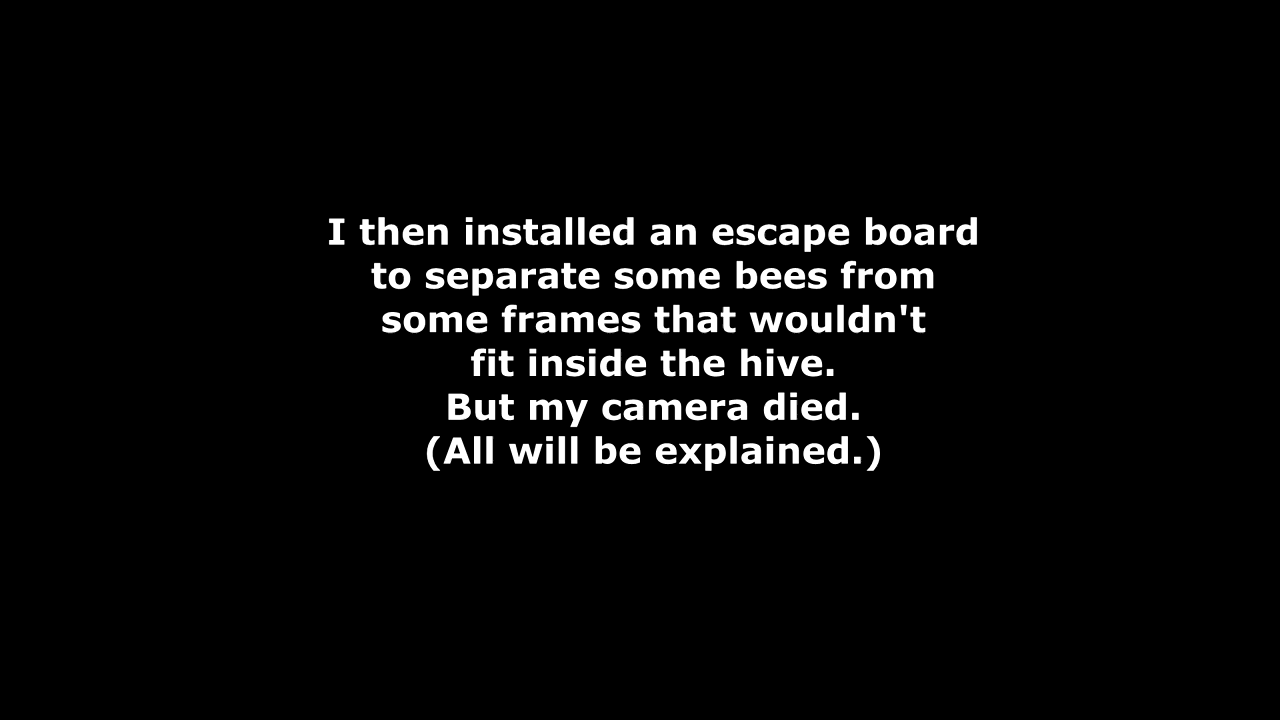 I then installed an escape board
to separate some bees from
some frames that wouldn't
fit inside the hive.
But my camera died.
(All will be explained.)